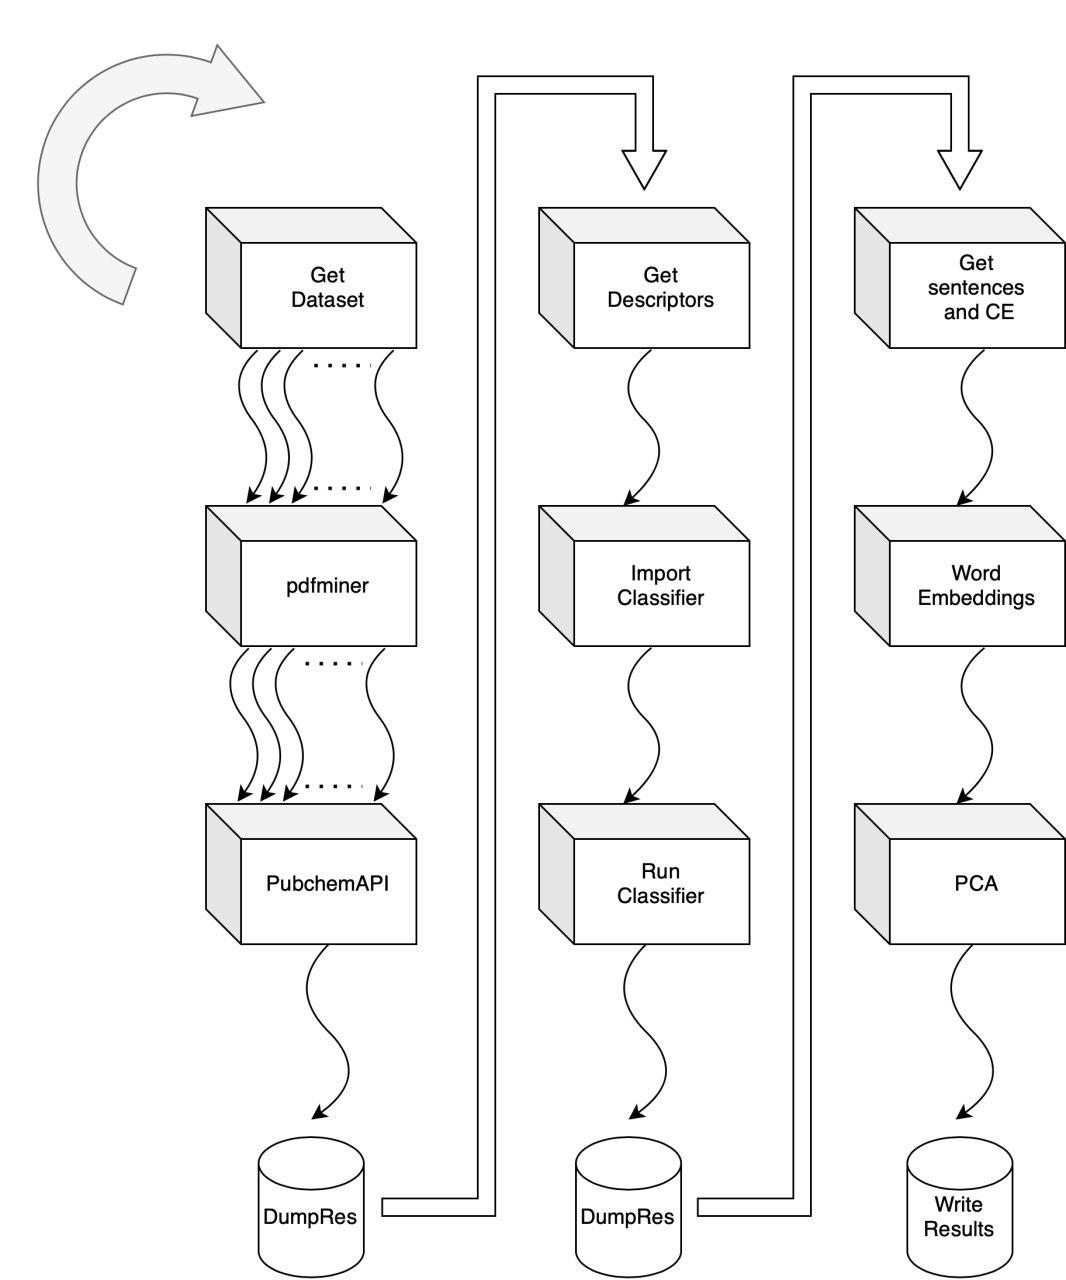 Get
Dataset
pdfminer
PubchemAPI
DumpRes
Get
Descriptors
Import
Classifier
Run
Classifier
DumpRes
Get
sentences
and CE
Word
Embeddings
PCA
Write
Results